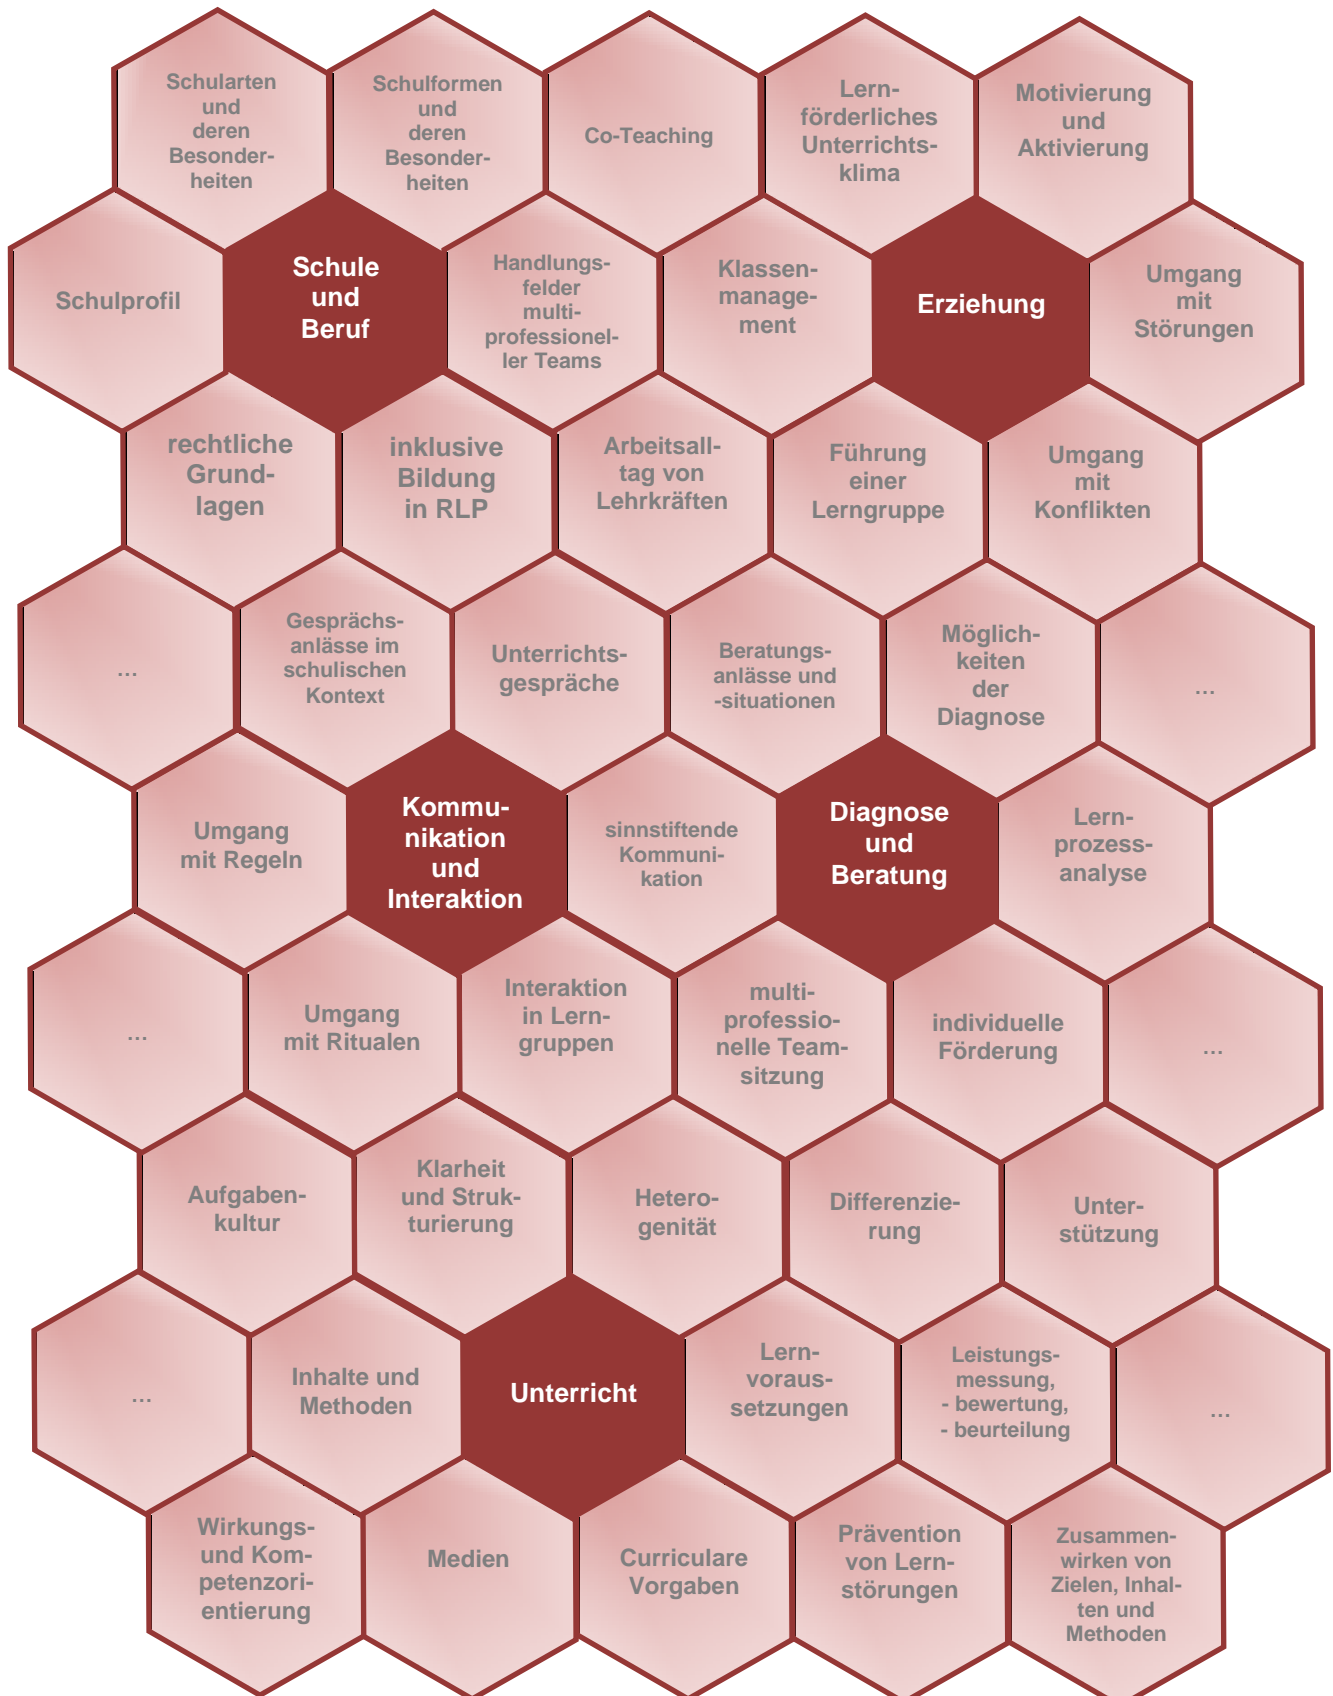 Schularten
und
deren
Besonder-
heiten
Schulformen
und
deren
Besonder-
heiten
Co-Teaching
Lern-
förderliches
Unterrichts-
klima
Motivierung
und
Aktivierung
Schulprofil
Schule
und
Beruf
Handlungs-
felder
multi-
professionel-
ler Teams
Klassen-
manage-
ment
Erziehung
Umgang
mit
Störungen
rechtliche
Grund-
lagen
inklusive
Bildung
in RLP
Arbeitsall-
tag von
Lehrkräften
Führung
einer
Lerngruppe
Umgang
mit
Konflikten
...
Gesprächs-
anlässe im
schulischen
Kontext
Unterrichts-
gespräche
Beratungs-
anlässe und
-situationen
Möglich-
keiten
der
Diagnose
...
Umgang
mit Regeln
Kommu-
nikation
und
Interaktion
sinnstiftende
Kommuni-
kation
Diagnose
und
Beratung
Lern-
prozess-
analyse
...
Umgang
mit Ritualen
Interaktion
in Lern-
gruppen
multi-
professio-
nelle Team-
sitzung
individuelle
Förderung
...
Aufgaben-
kultur
Klarheit
und Struk-
turierung
Hetero-
genität
Differenzie-
rung
Unter-
stützung
...
Inhalte und
Methoden
Unterricht
Lern-
voraus-
setzungen
Leistungs-
messung,
- bewertung,
- beurteilung
...
Wirkungs-
und Kom-
petenzori-
entierung
Medien
Curriculare
Vorgaben
Prävention
von Lern-
störungen
Zusammen-
wirken von
Zielen, Inhal-
ten und
Methoden